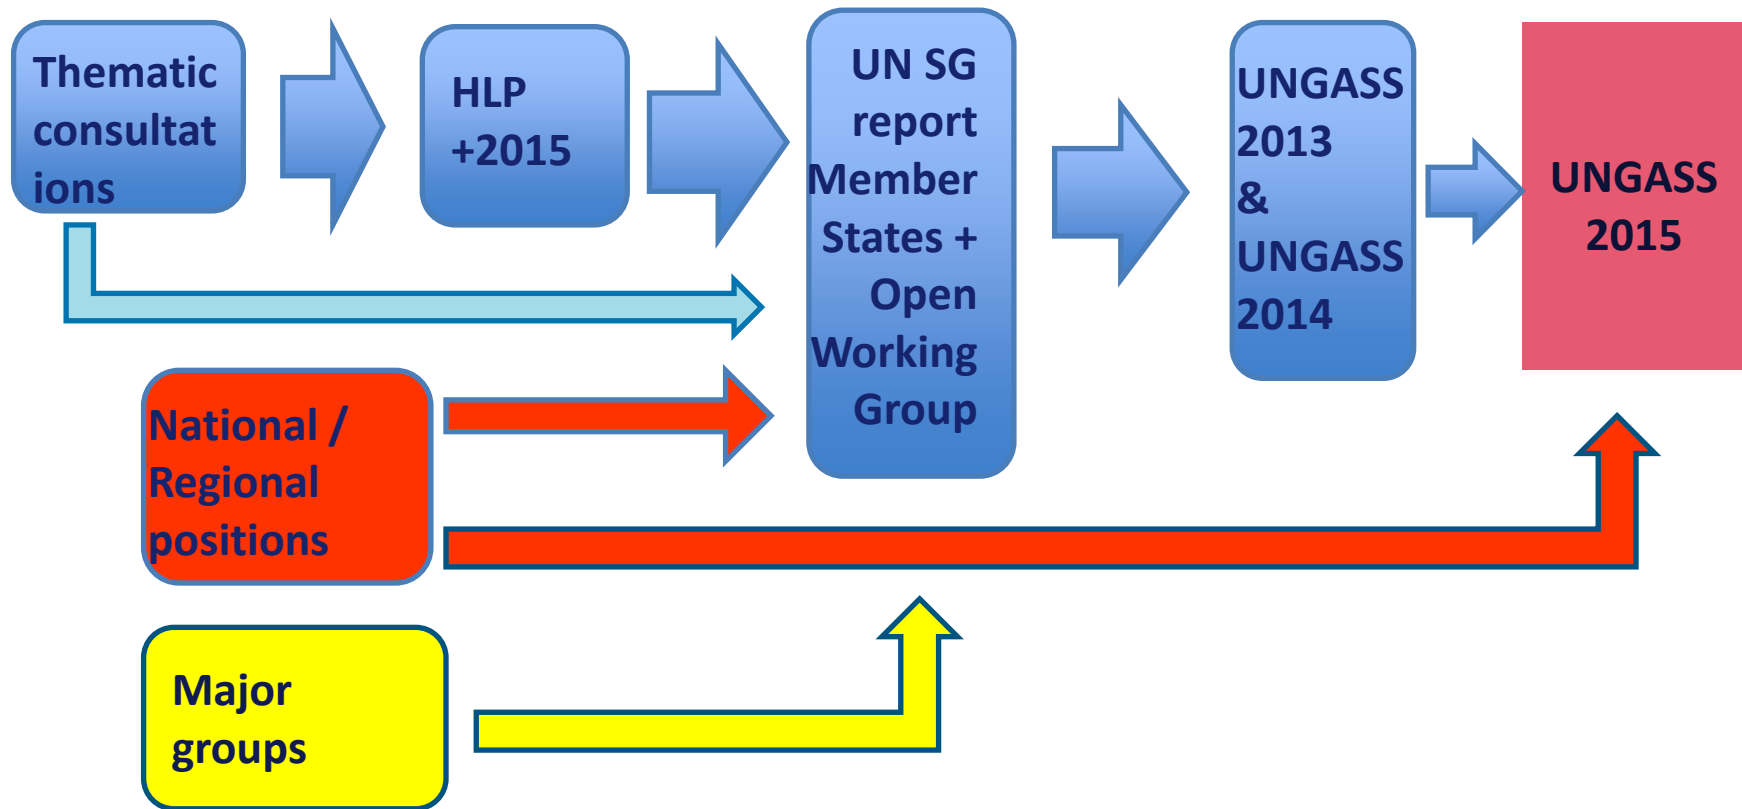 Thematic
consultat
ions
HLP
+2015
UN SG
report
Member
States +
Open
Working
Group
UNGASS
2013
&
UNGASS
2014
UNGASS
2015
National /
Regional
positions
Major
groups